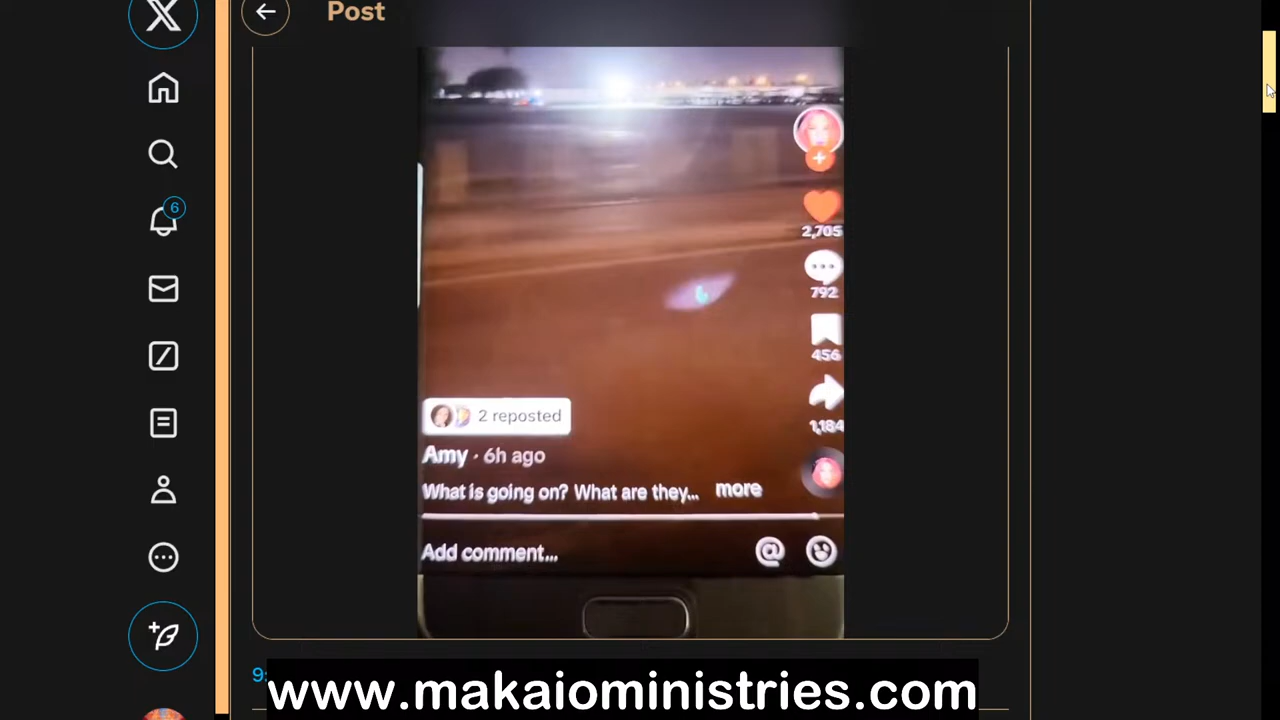 Post
6
2,705
792
456
1,184
2 reposted
Amy · 6h ago
What is going on? What are they... more
Add comment...
www.makaiominstries.com